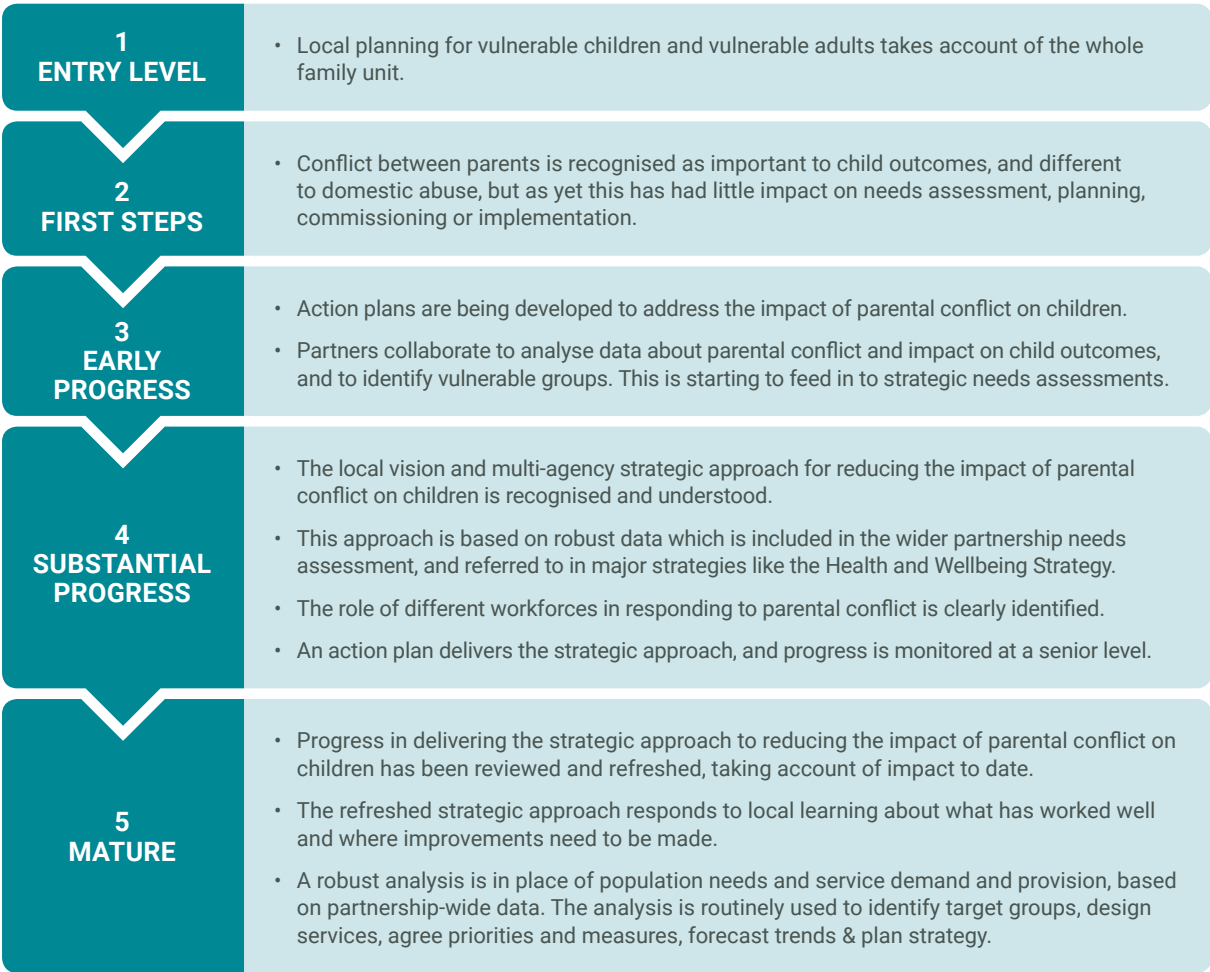 1
ENTRY LEVEL
• Local planning for vulnerable children and vulnerable adults takes account of the whole
family unit.
2
FIRST STEPS
• Conflict between parents is recognised as important to child outcomes, and different
to domestic abuse, but as yet this has had little impact on needs assessment, planning,
commissioning or implementation.
3
EARLY
PROGRESS
• Action plans are being developed to address the impact of parental conflict on children.
• Partners collaborate to analyse data about parental conflict and impact on child outcomes,
and to identify vulnerable groups. This is starting to feed in to strategic needs assessments.
4
SUBSTANTIAL
PROGRESS
• The local vision and multi-agency strategic approach for reducing the impact of parental
conflict on children is recognised and understood.
• This approach is based on robust data which is included in the wider partnership needs
assessment, and referred to in major strategies like the Health and Wellbeing Strategy.
• The role of different workforces in responding to parental conflict is clearly identified.
• An action plan delivers the strategic approach, and progress is monitored at a senior level.
5
MATURE
• Progress in delivering the strategic approach to reducing the impact of parental conflict on
children has been reviewed and refreshed, taking account of impact to date.
• The refreshed strategic approach responds to local learning about what has worked well
and where improvements need to be made.
• A robust analysis is in place of population needs and service demand and provision, based
on partnership-wide data. The analysis is routinely used to identify target groups, design
services, agree priorities and measures, forecast trends & plan strategy.